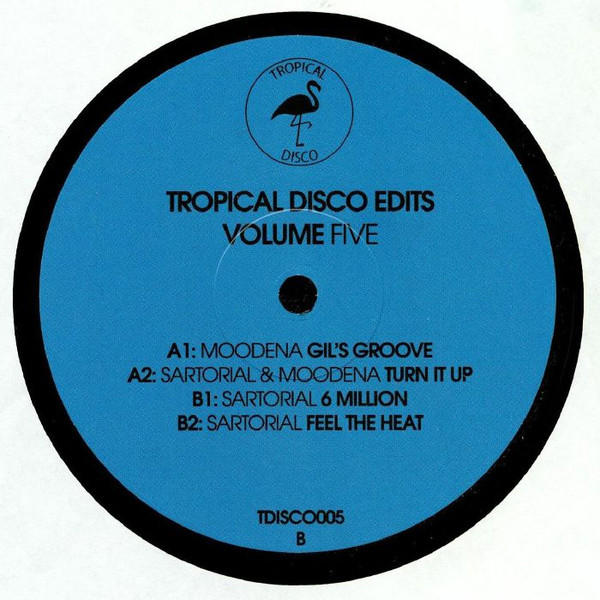 TROPICAL
DISCO
TROPICAL DISCO EDITS
VOLUME FIVE
A1: MOODENA GIL'S GROOVE
A2: SARTORIAL & MOODENA TURN IT UP
B1: SARTORIAL 6 MILLION
B2: SARTORIAL FEEL THE HEAT
TDISCO005
B